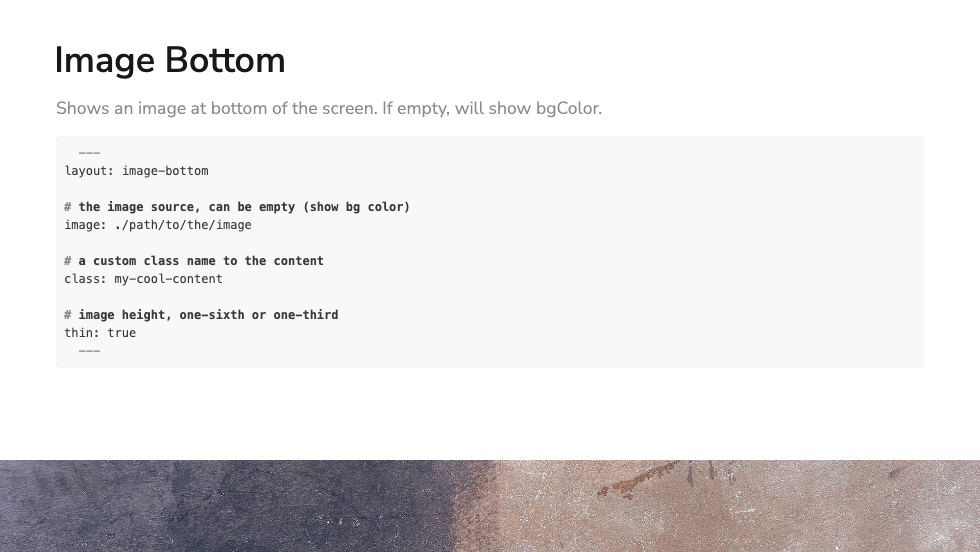 Image Bottom
Shows an image at bottom of the screen. If empty, will show bgColor.
---
layout: image-bottom
# the image source, can be empty (show bg color)
image: ./path/to/the/image
# a custom class name to the content
class: my-cool-content
# image height, one-sixth or one-third
thin: true
---